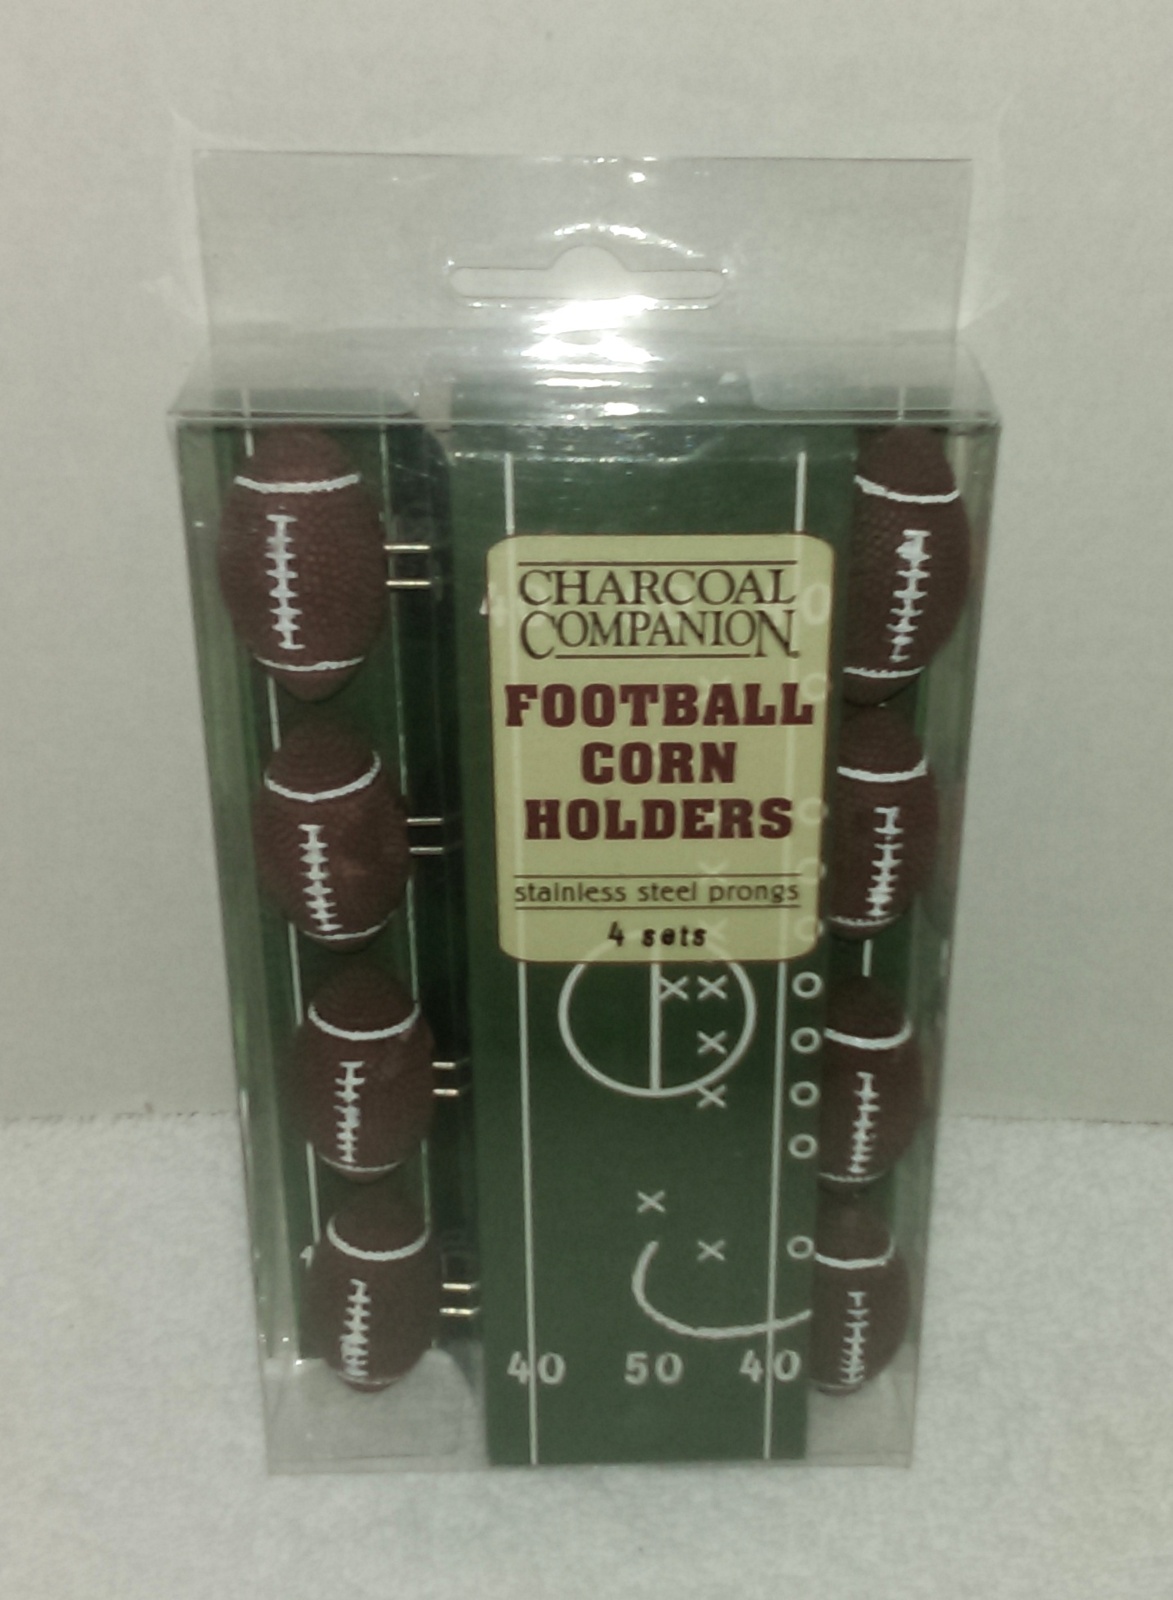 CHARCOAL
COMPANION
FOOTBALL
CORN
HOLDERS
stainless steel prongs
4 sets
X X O
X O
X O
O
X
X O
40 50 40